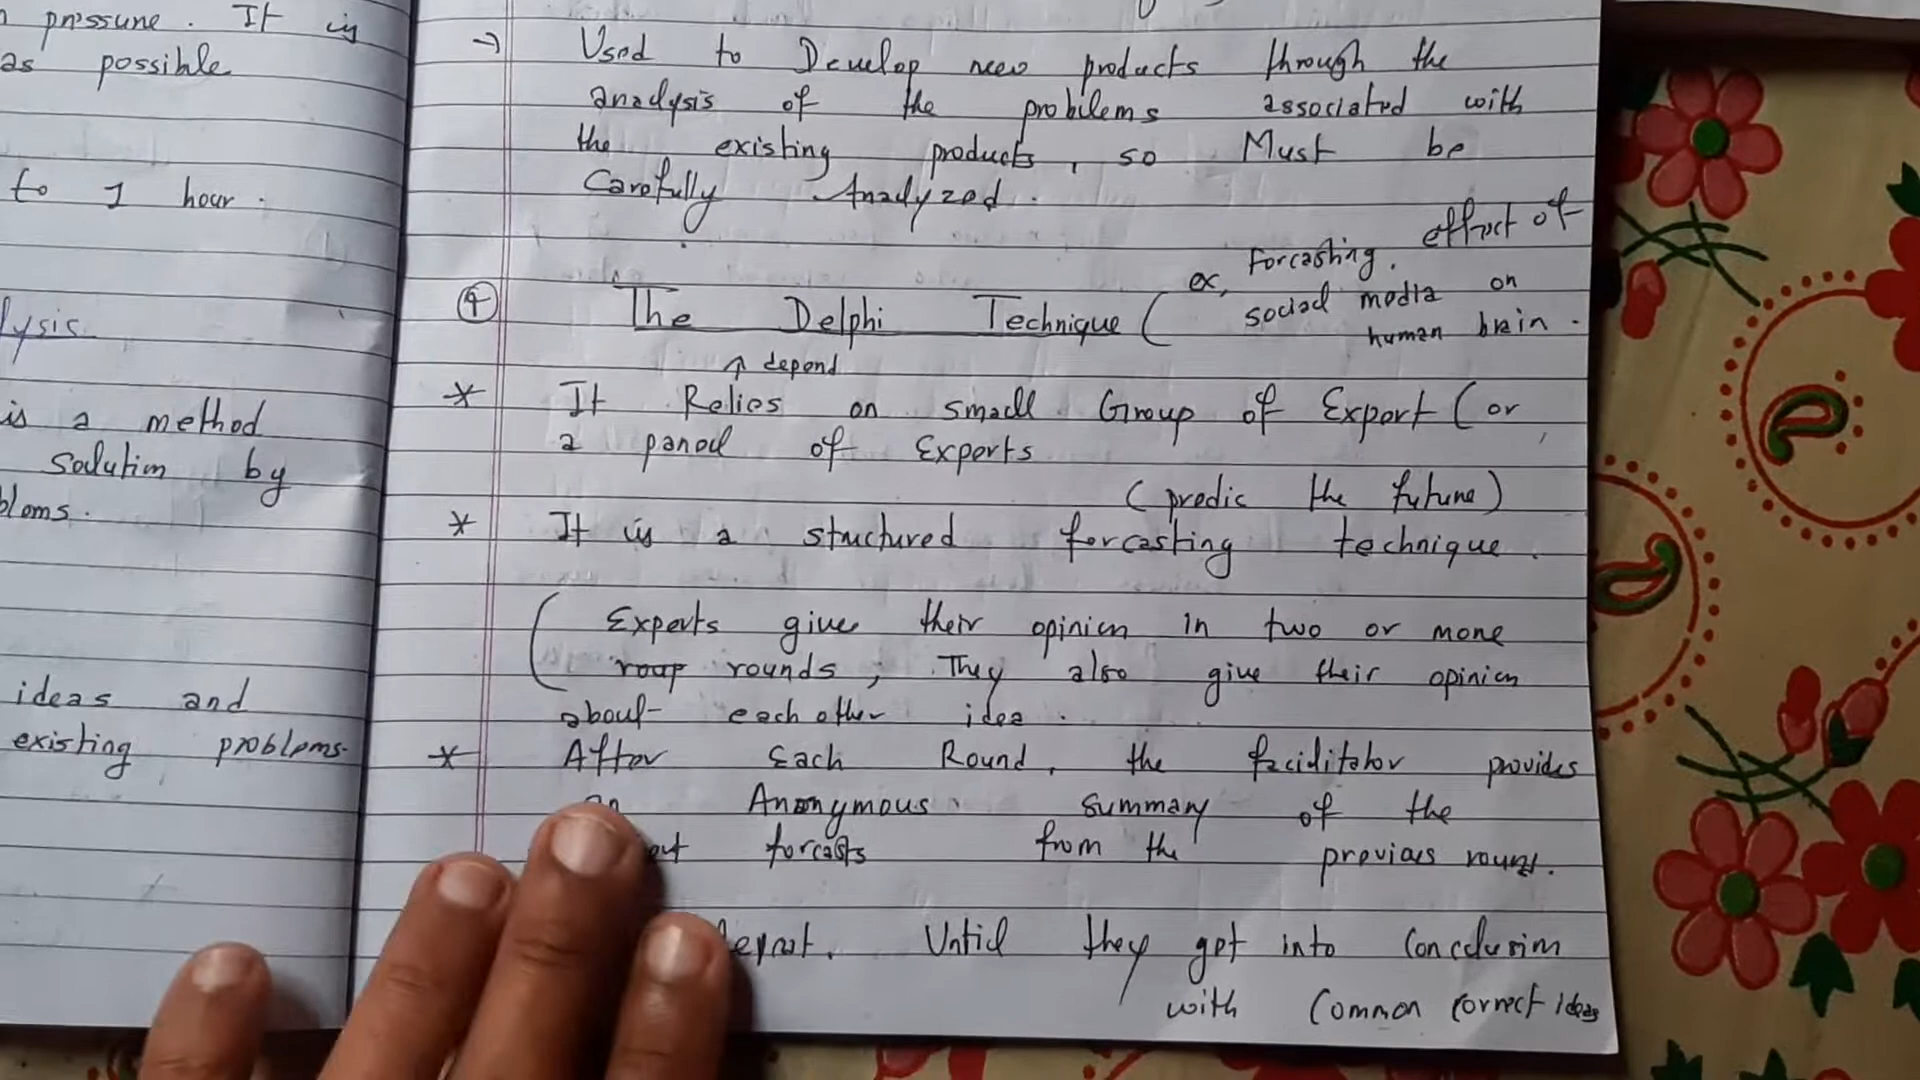 n pressure. It is
as possible
to 1 hour.
lysis.
is a method
solution by
blems.
ideas and
existing problems.
→ Used to Develop new products through the
analysis of the probilems associated with
the existing products, so Must be
Carefully Analyzed.
④ The Delphi Technique ( ex, Forcasting. effect of
social media on
human brain.
↑ depend
* It Relies on small Group of Expert (or
a panel of Experts
(predic the future)
* It is a structured forcasting technique.
( Experts give their opinion in two or more
roup rounds; They also give their opinion
about each other idea.
* After Each Round, the facilitator provides
an Anonymous summary of the
forcasts from the previous round.
Until they get into Conclusion
with Common Correct ideas